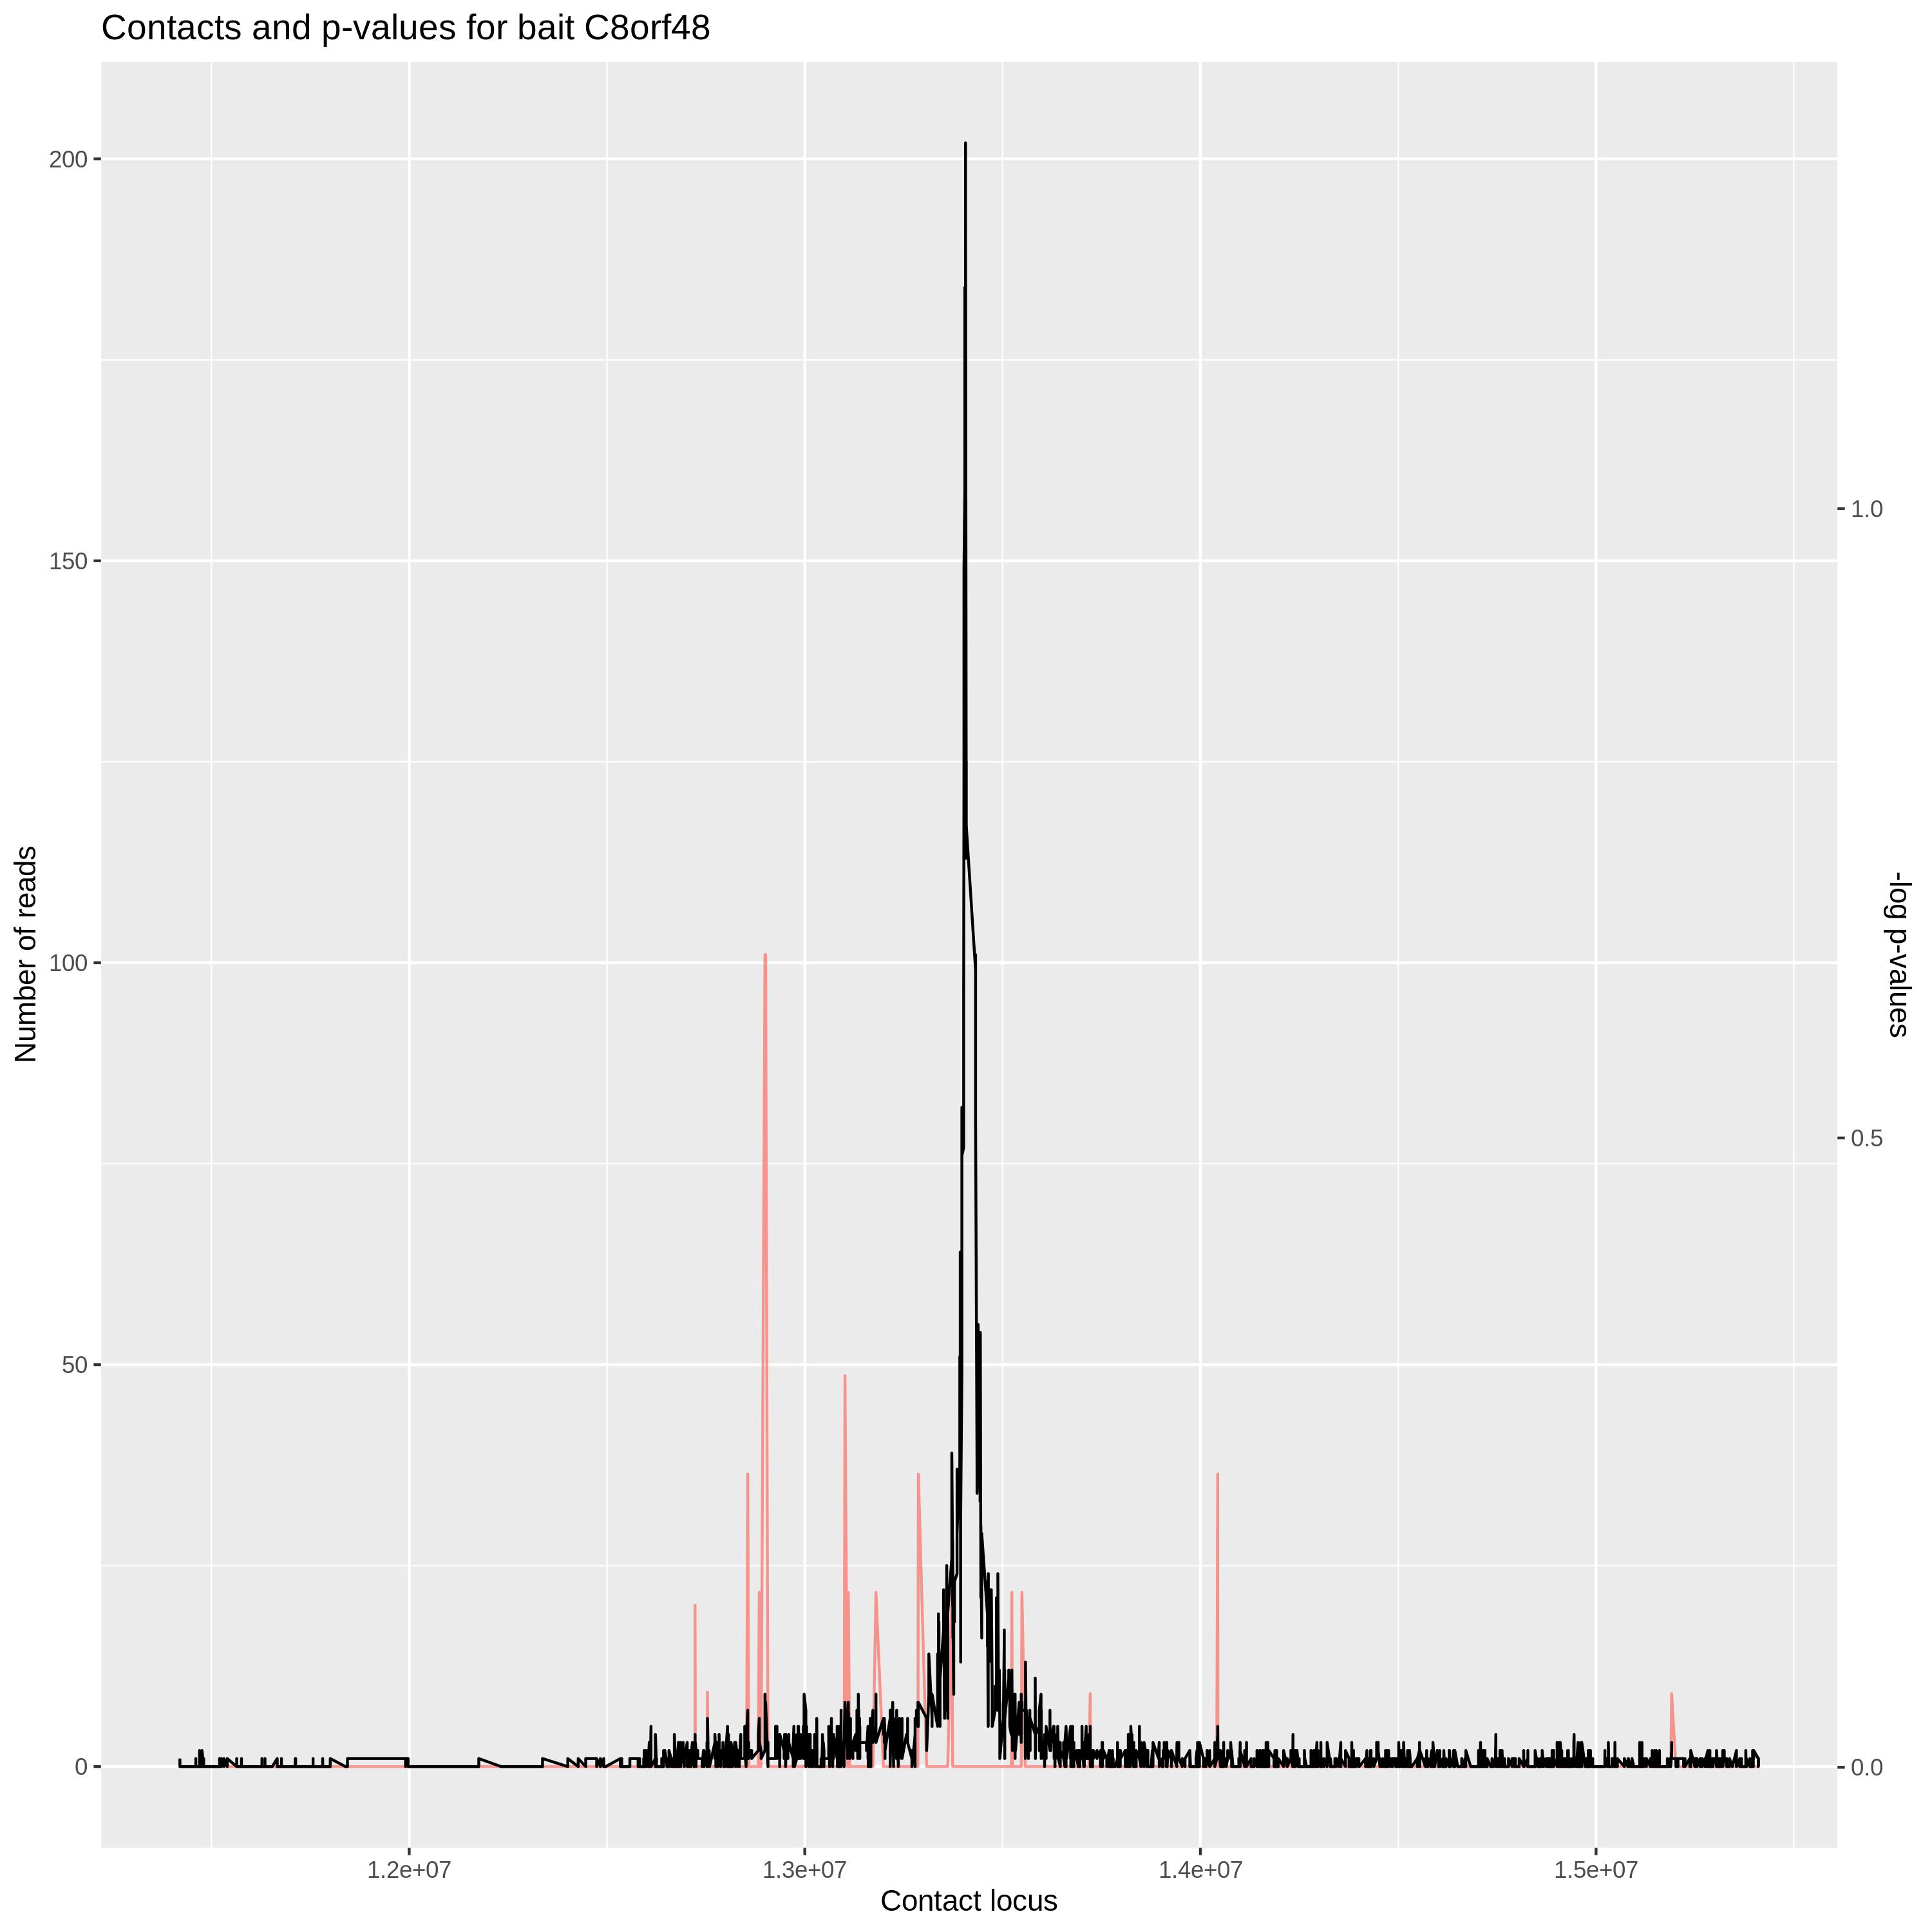 Contacts and p-values for bait C8orf48
200
150
100
50
0
Number of reads
1.0
0.5
0.0
-log p-values
1.2e+07
1.3e+07
1.4e+07
1.5e+07
Contact locus